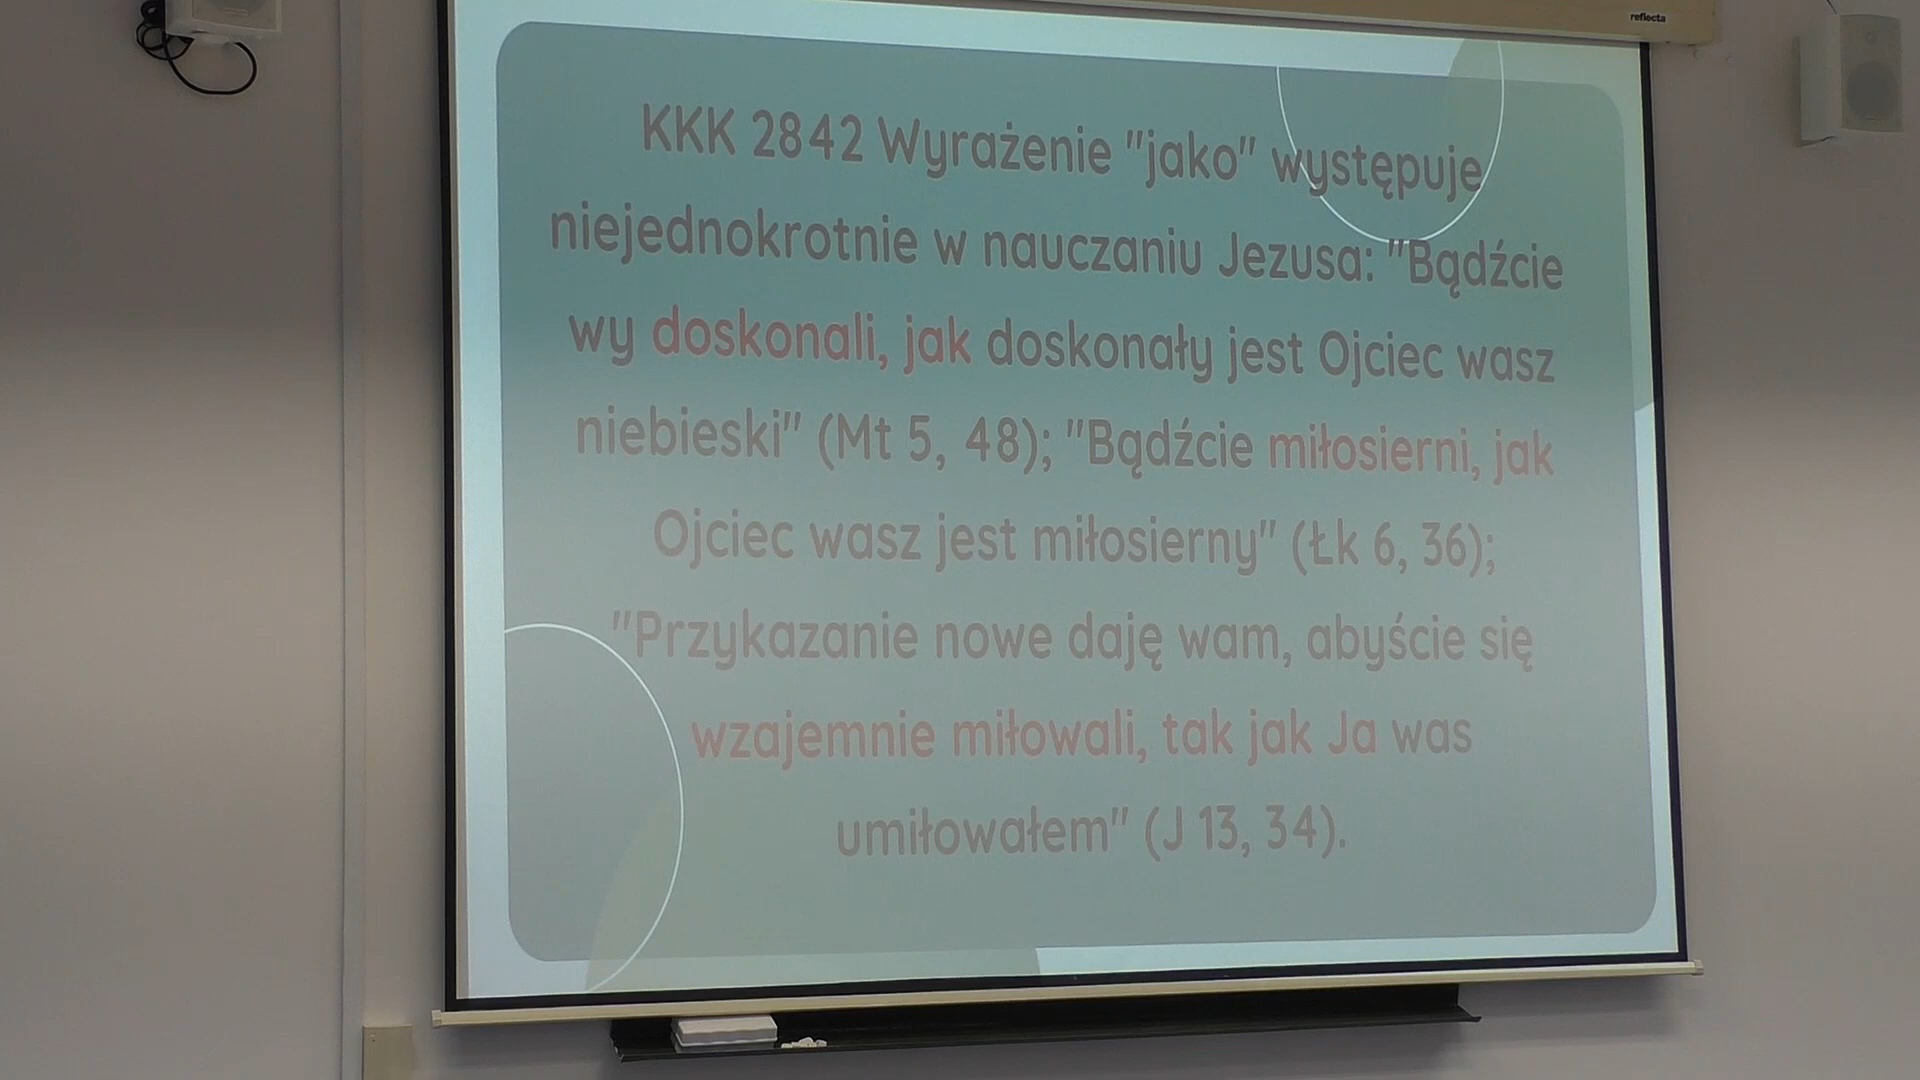 reflecta
KKK 2842 Wyrażenie "jako" występuje
niejednokrotnie w nauczaniu Jezusa: "Bądźcie
wy doskonali, jak doskonały jest Ojciec wasz
niebieski" (Mt 5, 48); "Bądźcie miłosierni, jak
Ojciec wasz jest miłosierny" (Łk 6, 36);
"Przykazanie nowe daję wam, abyście się
wzajemnie miłowali, tak jak Ja was
umiłowałem" (J 13, 34).